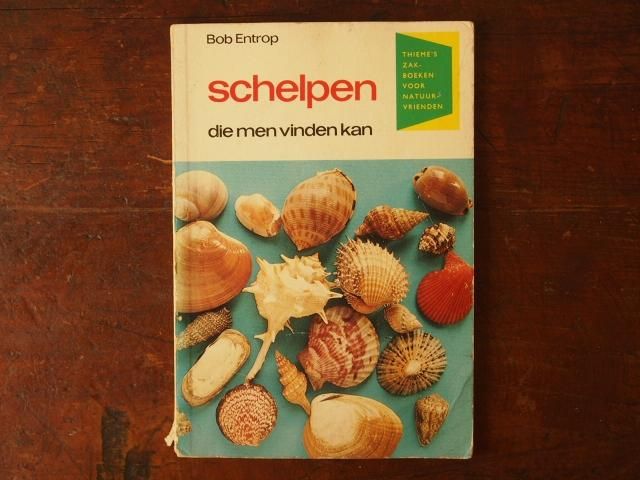 Bob Entrop
schelpen
die men vinden kan
THIEME'S
ZAK-
BOEKEN
VOOR
NATUUR-
VRIENDEN